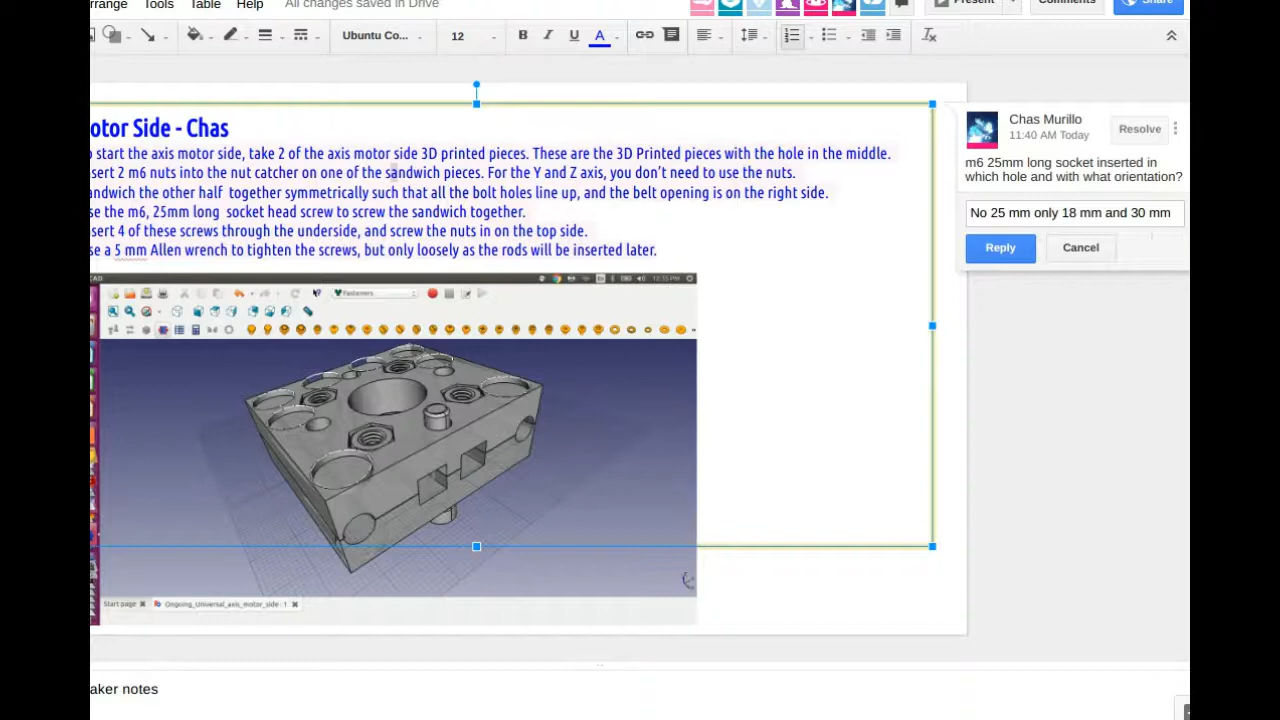 rrange Tools Table Help All changes saved in Drive
Present Comments Share
Ubuntu Co... 12 B I U A
otor Side - Chas
o start the axis motor side, take 2 of the axis motor side 3D printed pieces. These are the 3D Printed pieces with the hole in the middle.
sert 2 m6 nuts into the nut catcher on one of the sandwich pieces. For the Y and Z axis, you don't need to use the nuts.
andwich the other half together symmetrically such that all the bolt holes line up, and the belt opening is on the right side.
se the m6, 25mm long socket head screw to screw the sandwich together.
sert 4 of these screws through the underside, and screw the nuts in on the top side.
se a 5 mm Allen wrench to tighten the screws, but only loosely as the rods will be inserted later.
Chas Murillo
11:40 AM Today
Resolve
m6 25mm long socket inserted in
which hole and with what orientation?
No 25 mm only 18 mm and 30 mm
Reply Cancel
CAD
12:35 PM
Fasteners
Start page Ongoing_Universal_axis_motor_side : 1
aker notes